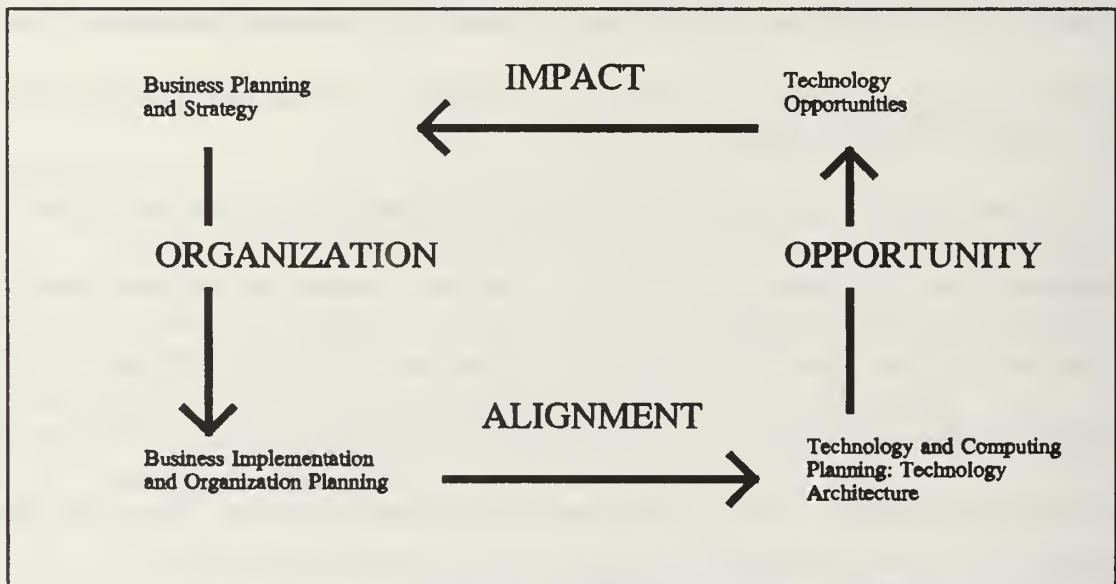 Business Planning
and Strategy
IMPACT
Technology
Opportunities
ORGANIZATION
OPPORTUNITY
Business Implementation
and Organization Planning
ALIGNMENT
Technology and Computing
Planning: Technology
Architecture